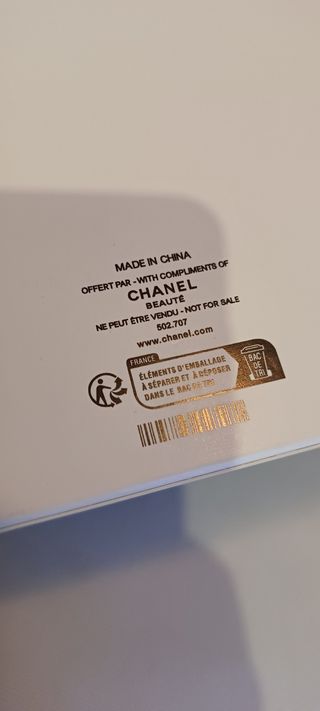 MADE IN CHINA
OFFERT PAR - WITH COMPLIMENTS OF
CHANEL
BEAUTÉ
NE PEUT ÊTRE VENDU - NOT FOR SALE
502.707
www.chanel.com
FRANCE
ÉLÉMENTS D'EMBALLAGE
À SÉPARER ET À DÉPOSER
DANS LE BAC DE TRI
BAC
DE
TRI